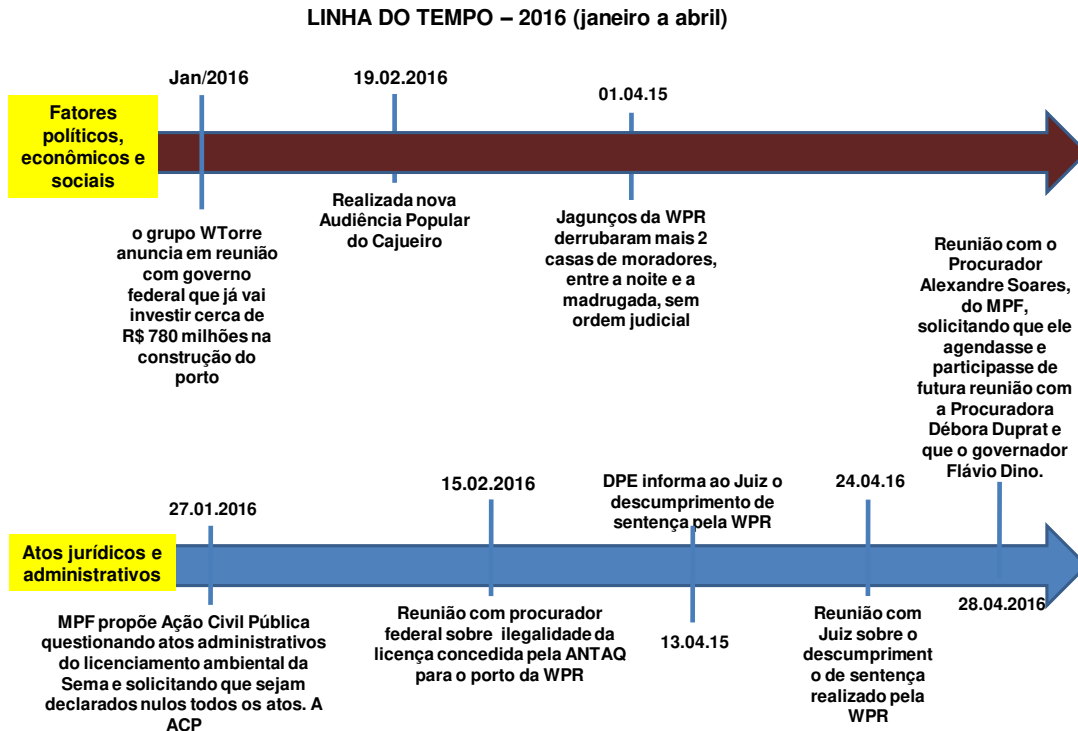 LINHA DO TEMPO – 2016 (janeiro a abril)
Fatores
políticos,
econômicos e
sociais
Jan/2016
o grupo WTorre
anuncia em reunião
com governo
federal que já vai
investir cerca de
R$ 780 milhões na
construção do
porto
19.02.2016
Realizada nova
Audiência Popular
do Cajueiro
01.04.15
Jagunços da WPR
derrubaram mais 2
casas de moradores,
entre a noite e a
madrugada, sem
ordem judicial
Atos jurídicos e
administrativos
27.01.2016
MPF propõe Ação Civil Pública
questionando atos administrativos
do licenciamento ambiental da
Sema e solicitando que sejam
declarados nulos todos os atos. A
ACP
15.02.2016
Reunião com procurador
federal sobre ilegalidade da
licença concedida pela ANTAQ
para o porto da WPR
DPE informa ao Juiz o
descumprimento de
sentença pela WPR
13.04.15
24.04.16
Reunião com
Juiz sobre o
descumpriment
o de sentença
realizado pela
WPR
Reunião com o
Procurador
Alexandre Soares,
do MPF,
solicitando que ele
agendasse e
participasse de
futura reunião com
a Procuradora
Débora Duprat e
que o governador
Flávio Dino.
28.04.2016